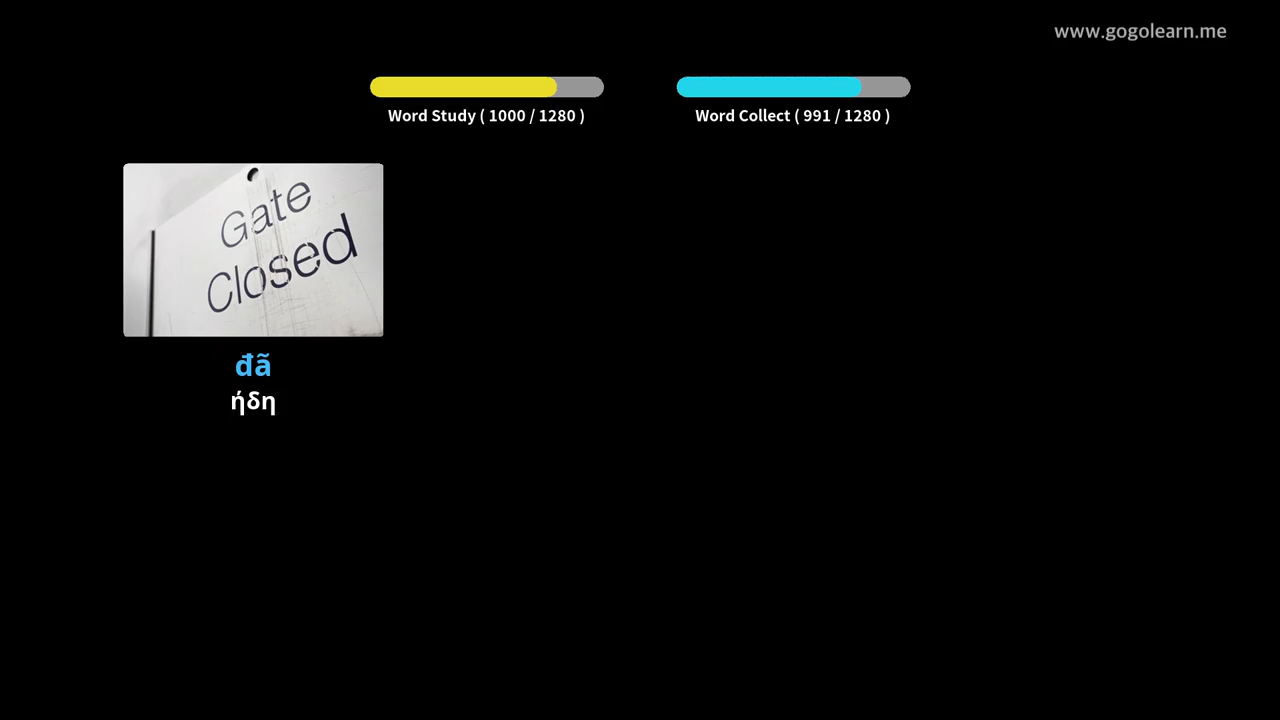 www.gogolearn.me
Word Study ( 1000 / 1280 )
Word Collect ( 991 / 1280 )
Gate
Closed
đã
ήδη